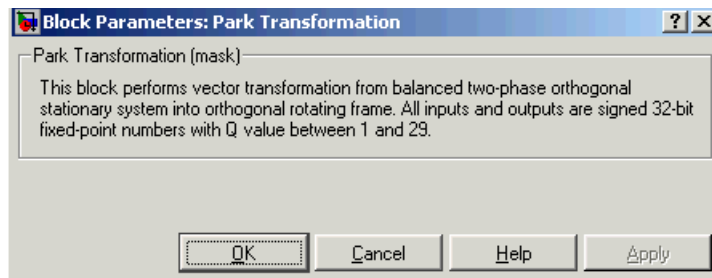 Block Parameters: Park Transformation
Park Transformation (mask)
This block performs vector transformation from balanced two-phase orthogonal
stationary system into orthogonal rotating frame. All inputs and outputs are signed 32-bit
fixed-point numbers with Q value between 1 and 29.
OK Cancel Help Apply